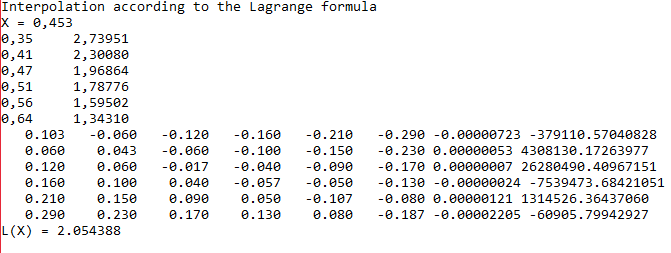 Interpolation according to the Lagrange formula
X = 0,453
0,35 2,73951
0,41 2,30080
0,47 1,96864
0,51 1,78776
0,56 1,59502
0,64 1,34310
0.103 -0.060 -0.120 -0.160 -0.210 -0.290 -0.00000723 -379110.57040828
0.060 0.043 -0.060 -0.100 -0.150 -0.230 0.00000053 4308130.17263977
0.120 0.060 -0.017 -0.040 -0.090 -0.170 0.00000007 26280490.40967151
0.160 0.100 0.040 -0.057 -0.050 -0.130 -0.00000024 -7539473.68421051
0.210 0.150 0.090 0.050 -0.107 -0.080 0.00000121 1314526.36437060
0.290 0.230 0.170 0.130 0.080 -0.187 -0.00002205 -60905.79942927
L(X) = 2.054388